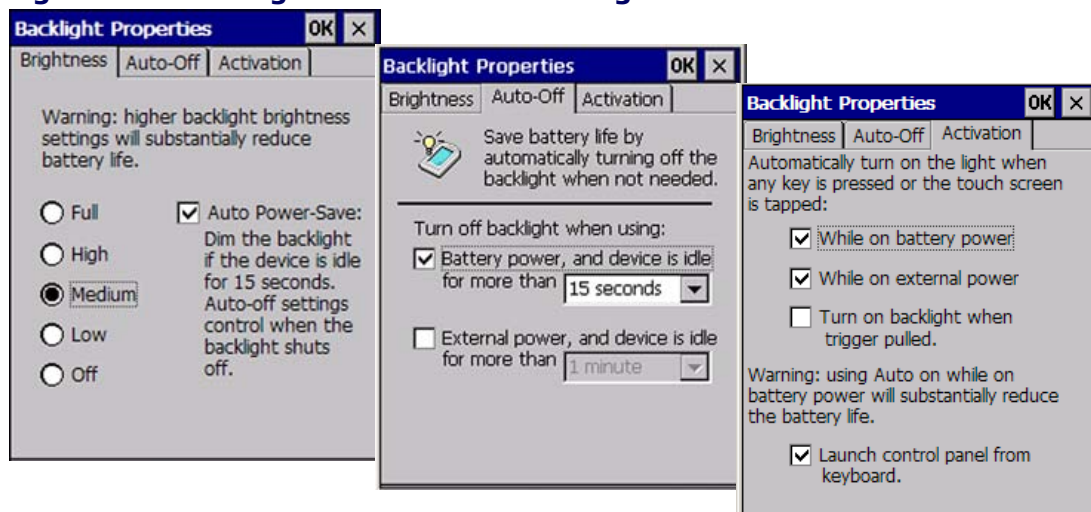 Backlight Properties OK ×
Brightness Auto-Off Activation
Warning: higher backlight brightness
settings will substantially reduce
battery life.
Full
High
Medium
Low
Off
Auto Power-Save:
Dim the backlight
if the device is idle
for 15 seconds.
Auto-off settings
control when the
backlight shuts
off.
Backlight Properties OK ×
Brightness Auto-Off Activation
Save battery life by
automatically turning off the
backlight when not needed.
Turn off backlight when using:
Battery power, and device is idle
for more than 15 seconds
External power, and device is idle
for more than 1 minute
Backlight Properties OK ×
Brightness Auto-Off Activation
Automatically turn on the light when
any key is pressed or the touch screen
is tapped:
While on battery power
While on external power
Turn on backlight when
trigger pulled.
Warning: using Auto on while on
battery power will substantially reduce
the battery life.
Launch control panel from
keyboard.